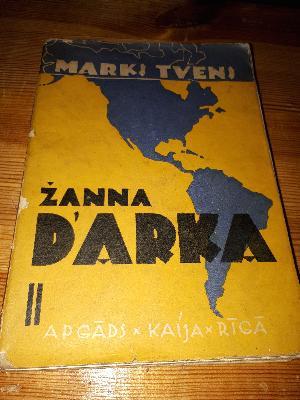 MARKS TVENS
ŽANNA
D'ARKA
II
APGĀDS × KAIJA × RĪGĀ